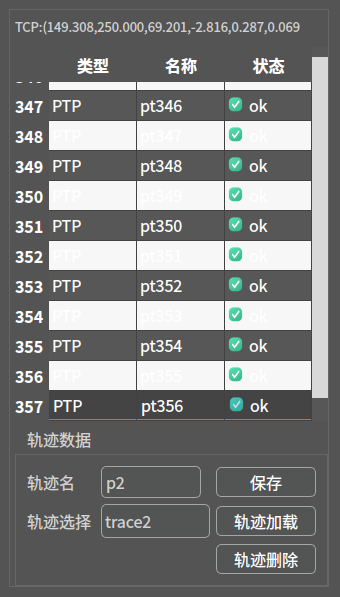 TCP:(149.308,250.000,69.201,-2.816,0.287,0.069
类型 名称 状态
347 PTP pt346 ok
348 PTP pt347 ok
349 PTP pt348 ok
350 PTP pt349 ok
351 PTP pt350 ok
352 PTP pt351 ok
353 PTP pt352 ok
354 PTP pt353 ok
355 PTP pt354 ok
356 PTP pt355 ok
357 PTP pt356 ok
轨迹数据
轨迹名 p2 保存
轨迹选择 trace2 轨迹加载
轨迹删除